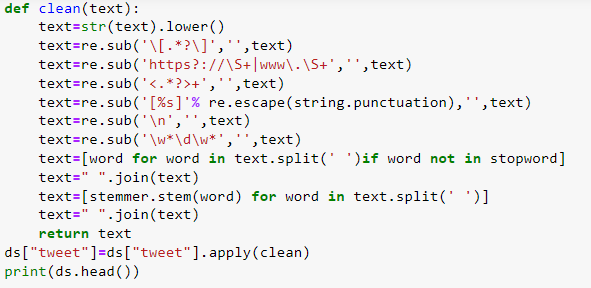 def clean(text):
    text=str(text).lower()
    text=re.sub('\[.*?\]','',text)
    text=re.sub('https?://\S+|www\.\S+','',text)
    text=re.sub('<.*?>+','',text)
    text=re.sub('[%s]'% re.escape(string.punctuation),'',text)
    text=re.sub('\n','',text)
    text=re.sub('\w*\d\w*','',text)
    text=[word for word in text.split(' ')if word not in stopword]
    text=" ".join(text)
    text=[stemmer.stem(word) for word in text.split(' ')]
    text=" ".join(text)
    return text
ds["tweet"]=ds["tweet"].apply(clean)
print(ds.head())